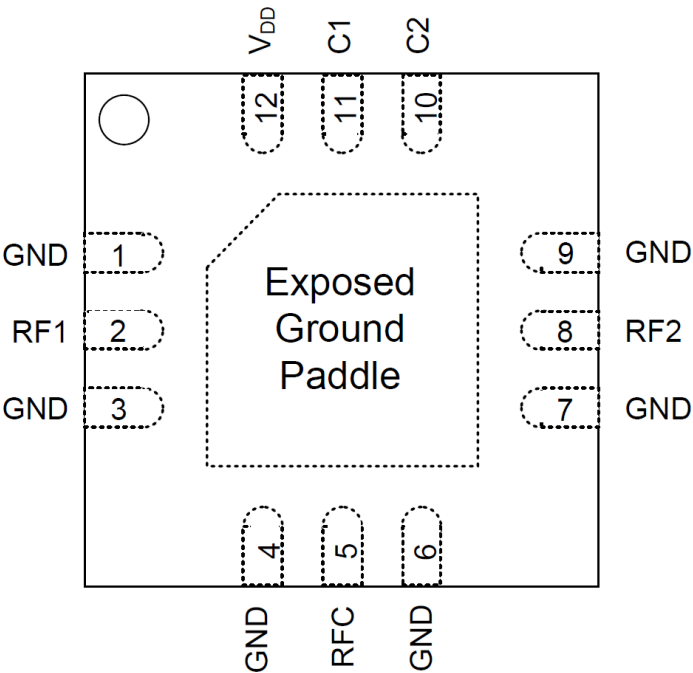 VDD
C1
C2
12
11
10
GND
1
9
GND
RF1
2
8
RF2
GND
3
7
GND
Exposed
Ground
Paddle
4
5
6
GND
RFC
GND